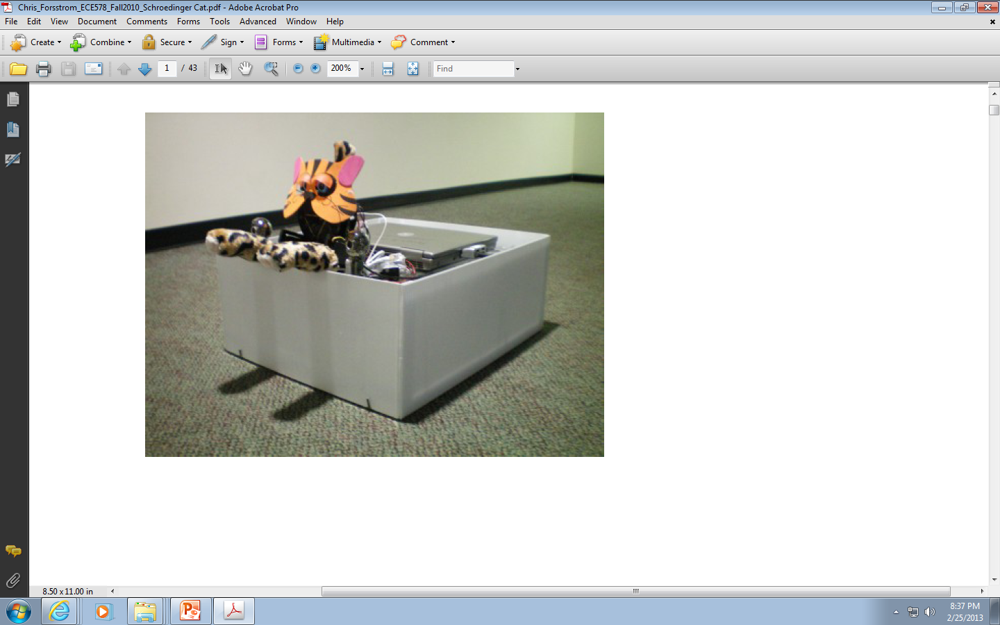 Chris_Forsstrom_ECE578_Fall2010_Schroedinger Cat.pdf - Adobe Acrobat Pro
File Edit View Document Comments Forms Tools Advanced Window Help
Create Combine Secure Sign Forms Multimedia Comment
1 / 43 200% Find
8.50 x 11.00 in
8:37 PM
2/25/2013